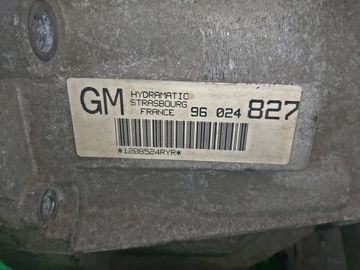 GM HYDRAMATIC
STRASBOURG
FRANCE 96 024 827
*1208524RYR*